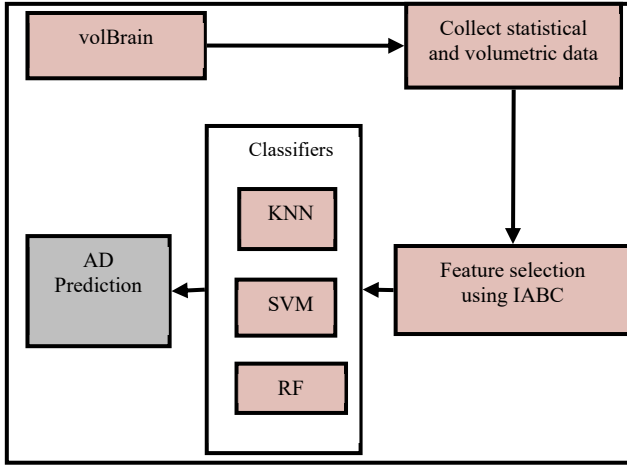 volBrain
Collect statistical
and volumetric data
Feature selection
using IABC
Classifiers
KNN
SVM
RF
AD
Prediction